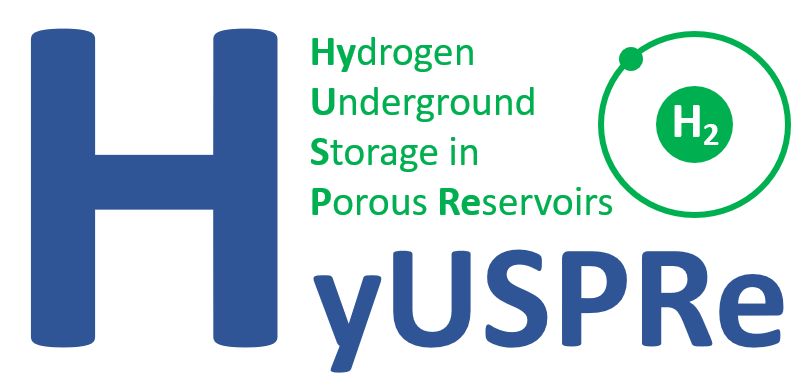 Hydrogen
Underground
Storage in
Porous Reservoirs
H₂
HyUSPRe